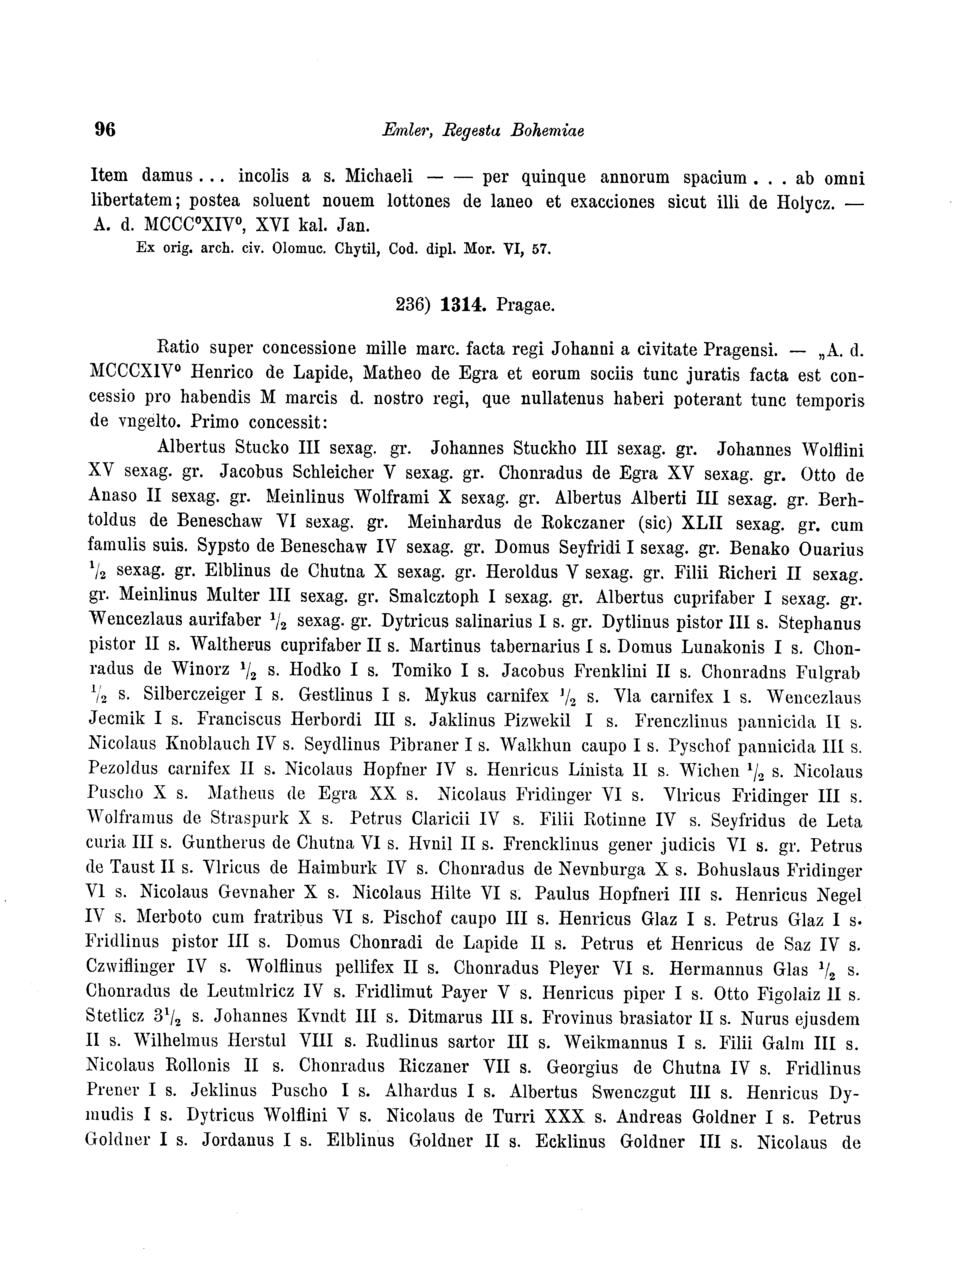 96 Emler, Regesta Bohemiae
Item damus . . . incolis a s. Michaeli — — per quinque annorum spacium . . . ab omni
libertatem; postea soluent nouem lottones de laneo et exacciones sicut illi de Holycz. —
A. d. MCCC⁰XIV⁰, XVI kal. Jan.
Ex orig. arch. civ. Olomuc. Chytil, Cod. dipl. Mor. VI, 57.
236) 1314. Pragae.
Ratio super concessione mille marc. facta regi Johanni a civitate Pragensi. — „A. d.
MCCCXIV⁰ Henrico de Lapide, Matheo de Egra et eorum sociis tunc juratis facta est con-
cessio pro habendis M marcis d. nostro regi, que nullatenus haberi poterant tunc temporis
de vngelto. Primo concessit:
Albertus Stucko III sexag. gr. Johannes Stuckho III sexag. gr. Johannes Wolflini
XV sexag. gr. Jacobus Schleicher V sexag. gr. Chonradus de Egra XV sexag. gr. Otto de
Anaso II sexag. gr. Meinlinus Wolframi X sexag. gr. Albertus Alberti III sexag. gr. Berh-
toldus de Beneschaw VI sexag. gr. Meinhardus de Rokczaner (sic) XLII sexag. gr. cum
famulis suis. Sypsto de Beneschaw IV sexag. gr. Domus Seyfridi I sexag. gr. Benako Ouarius
1/2 sexag. gr. Elblinus de Chutna X sexag. gr. Heroldus V sexag. gr. Filii Richeri II sexag.
gr. Meinlinus Multer III sexag. gr. Smalcztoph I sexag. gr. Albertus cuprifaber I sexag. gr.
Wencezlaus aurifaber 1/2 sexag. gr. Dytricus salinarius I s. gr. Dytlinus pistor III s. Stephanus
pistor II s. Waltherus cuprifaber II s. Martinus tabernarius I s. Domus Lunakonis I s. Chon-
radus de Winorz 1/2 s. Hodko I s. Tomiko I s. Jacobus Frenklini II s. Chonradns Fulgrab
1/2 s. Silberczeiger I s. Gestlinus I s. Mykus carnifex 1/2 s. Vla carnifex I s. Wencezlaus
Jecmik I s. Franciscus Herbordi III s. Jaklinus Pizwekil I s. Frenczlinus pannicida II s.
Nicolaus Knoblauch IV s. Seydlinus Pibraner I s. Walkhun caupo I s. Pyschof pannicida III s.
Pezoldus carnifex II s. Nicolaus Hopfner IV s. Henricus Linista II s. Wichen 1/2 s. Nicolaus
Puscho X s. Matheus de Egra XX s. Nicolaus Fridinger VI s. Vlricus Fridinger III s.
Wolframus de Straspurk X s. Petrus Claricii IV s. Filii Rotinne IV s. Seyfridus de Leta
curia III s. Guntherus de Chutna VI s. Hvnil II s. Frencklinus gener judicis VI s. gr. Petrus
de Taust II s. Vlricus de Haimburk IV s. Chonradus de Nevnburga X s. Bohuslaus Fridinger
VI s. Nicolaus Gevnaher X s. Nicolaus Hilte VI s. Paulus Hopfneri III s. Henricus Negel
IV s. Merboto cum fratribus VI s. Pischof caupo III s. Henricus Glaz I s. Petrus Glaz I s.
Fridlinus pistor III s. Domus Chonradi de Lapide II s. Petrus et Henricus de Saz IV s.
Czwiflinger IV s. Wolflinus pellifex II s. Chonradus Pleyer VI s. Hermannus Glas 1/2 s.
Chonradus de Leutmlricz IV s. Fridlimut Payer V s. Henricus piper I s. Otto Figolaiz II s.
Stetlicz 3 1/2 s. Johannes Kvndt III s. Ditmarus III s. Frovinus brasiator II s. Nurus ejusdem
II s. Wilhelmus Herstul VIII s. Rudlinus sartor III s. Weikmannus I s. Filii Galm III s.
Nicolaus Rollonis II s. Chonradus Riczaner VII s. Georgius de Chutna IV s. Fridlinus
Prener I s. Jeklinus Puscho I s. Alhardus I s. Albertus Swenczgut III s. Henricus Dy-
mudis I s. Dytricus Wolflini V s. Nicolaus de Turri XXX s. Andreas Goldner I s. Petrus
Goldner I s. Jordanus I s. Elblinus Goldner II s. Ecklinus Goldner III s. Nicolaus de